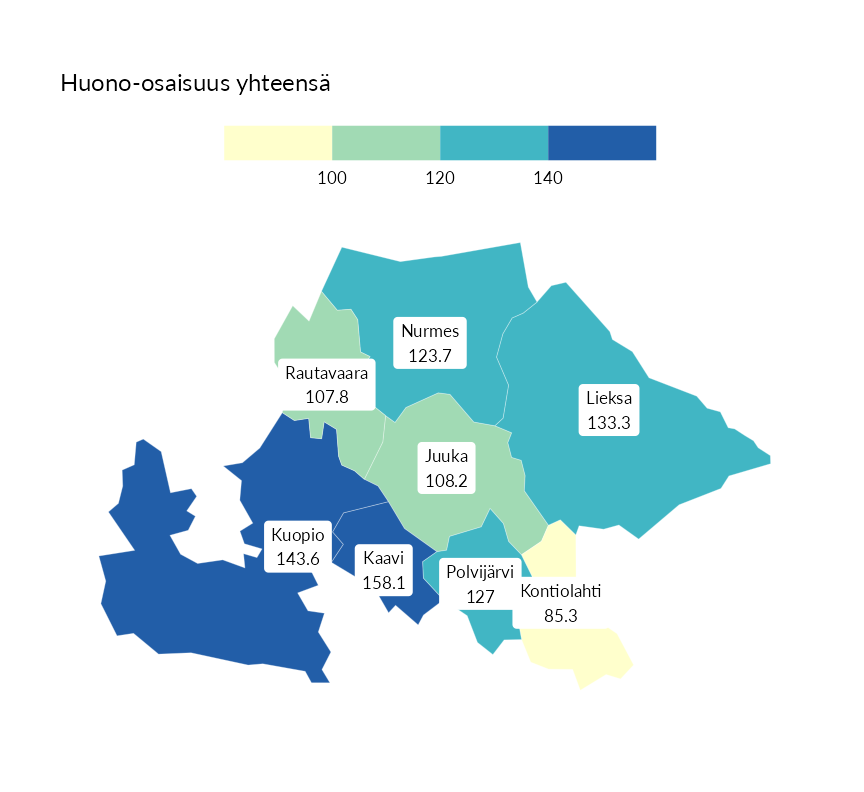 Huono-osaisuus yhteensä
100
120
140
Nurmes
123.7
Rautavaara
107.8
Lieksa
133.3
Juuka
108.2
Kuopio
143.6
Kaavi
158.1
Polvijärvi
127
Kontiolahti
85.3